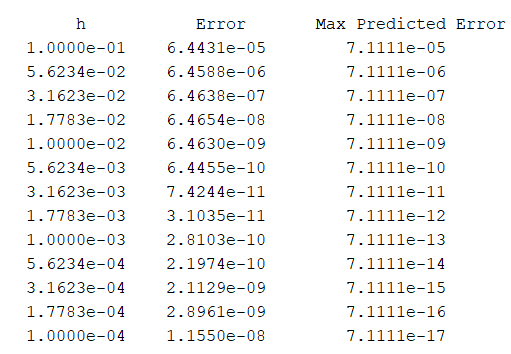 h Error Max Predicted Error
1.0000e-01 6.4431e-05 7.1111e-05
5.6234e-02 6.4588e-06 7.1111e-06
3.1623e-02 6.4638e-07 7.1111e-07
1.7783e-02 6.4654e-08 7.1111e-08
1.0000e-02 6.4630e-09 7.1111e-09
5.6234e-03 6.4455e-10 7.1111e-10
3.1623e-03 7.4244e-11 7.1111e-11
1.7783e-03 3.1035e-11 7.1111e-12
1.0000e-03 2.8103e-10 7.1111e-13
5.6234e-04 2.1974e-10 7.1111e-14
3.1623e-04 2.1129e-09 7.1111e-15
1.7783e-04 2.8961e-09 7.1111e-16
1.0000e-04 1.1550e-08 7.1111e-17